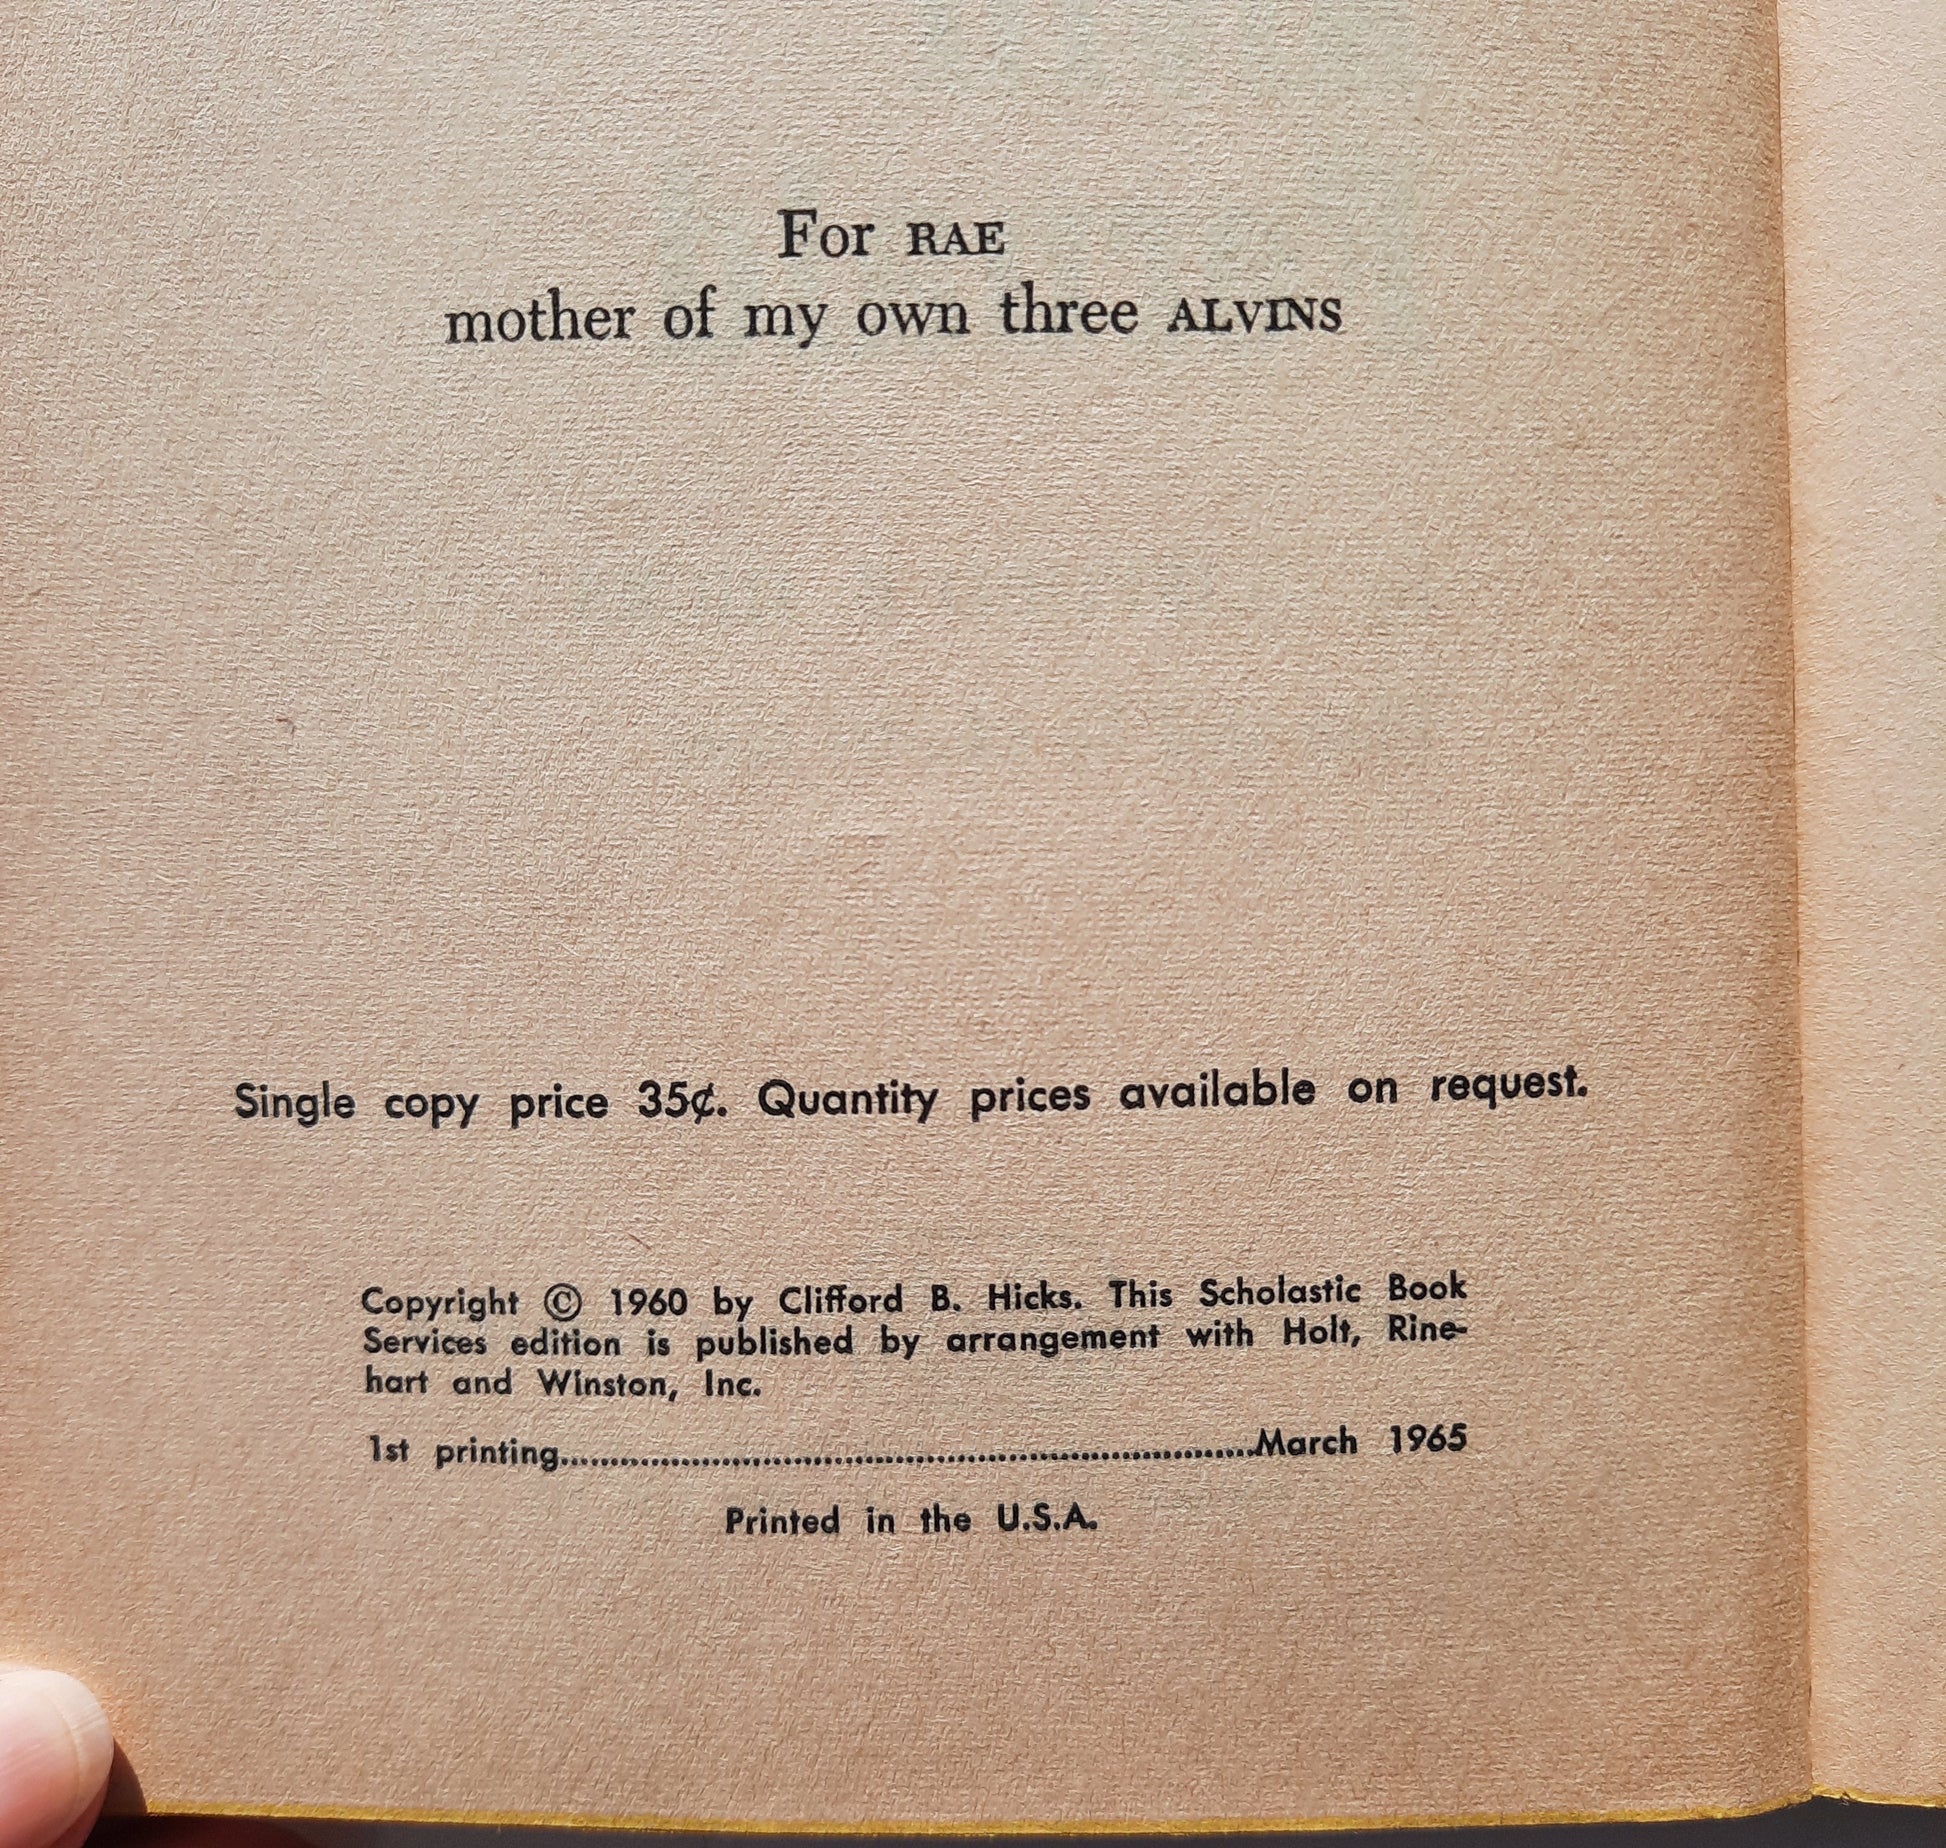 For RAE
mother of my own three ALVINS
Single copy price 35¢. Quantity prices available on request.
Copyright © 1960 by Clifford B. Hicks. This Scholastic Book
Services edition is published by arrangement with Holt, Rine-
hart and Winston, Inc.
1st printing......................................................................March 1965
Printed in the U.S.A.